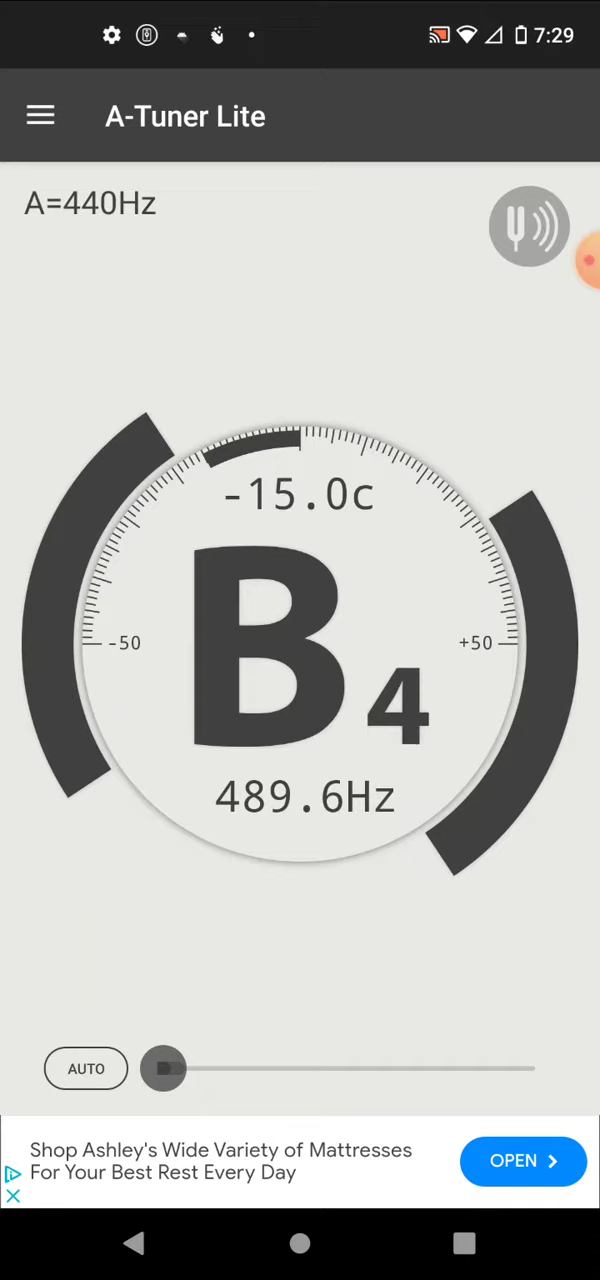 7:29
A-Tuner Lite
A=440Hz
-15.0c
-50
+50
B4
489.6Hz
AUTO
Shop Ashley's Wide Variety of Mattresses
For Your Best Rest Every Day
OPEN